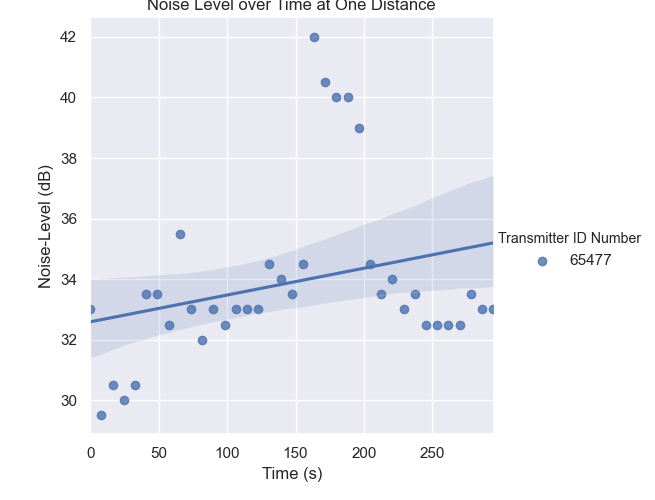 Noise Level over Time at One Distance
42
40
38
36
34
32
30
Noise-Level (dB)
0 50 100 150 200 250
Time (s)
Transmitter ID Number
65477